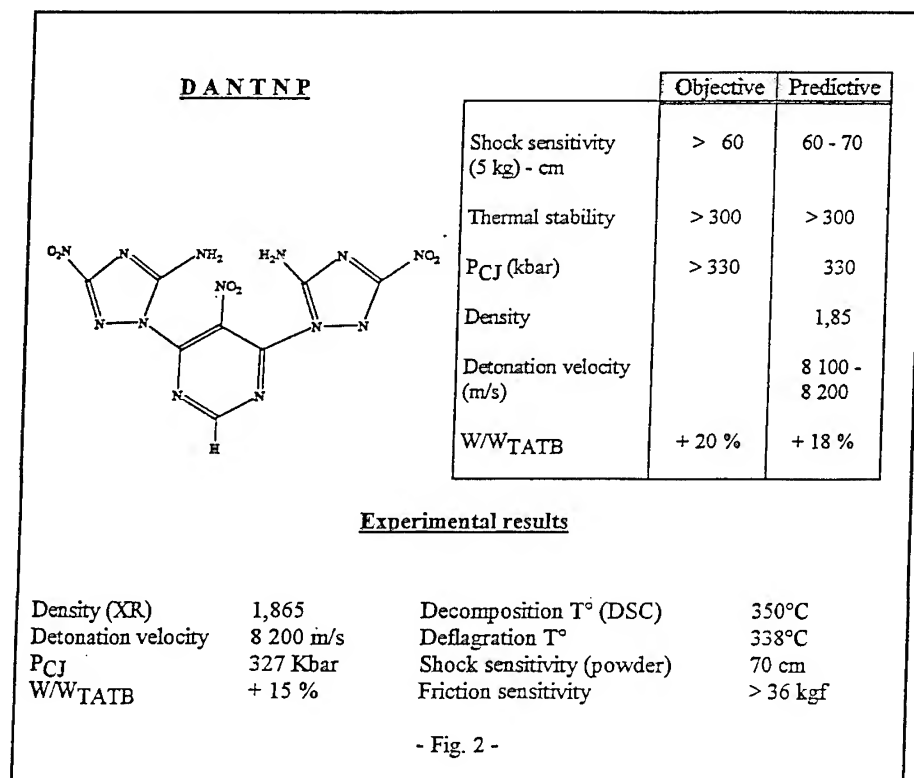 D A N T N P
Objective Predictive
Shock sensitivity > 60 60 - 70
(5 kg) - cm
Thermal stability > 300 > 300
PCJ (kbar) > 330 330
Density 1,85
Detonation velocity 8 100 -
(m/s) 8 200
W/WTATB + 20 % + 18 %
O2N N NH2 H2N N NO2
NO2
N N N N
N N
H
Experimental results
Density (XR) 1,865 Decomposition T° (DSC) 350°C
Detonation velocity 8 200 m/s Deflagration T° 338°C
PCJ 327 Kbar Shock sensitivity (powder) 70 cm
W/WTATB + 15 % Friction sensitivity > 36 kgf
- Fig. 2 -